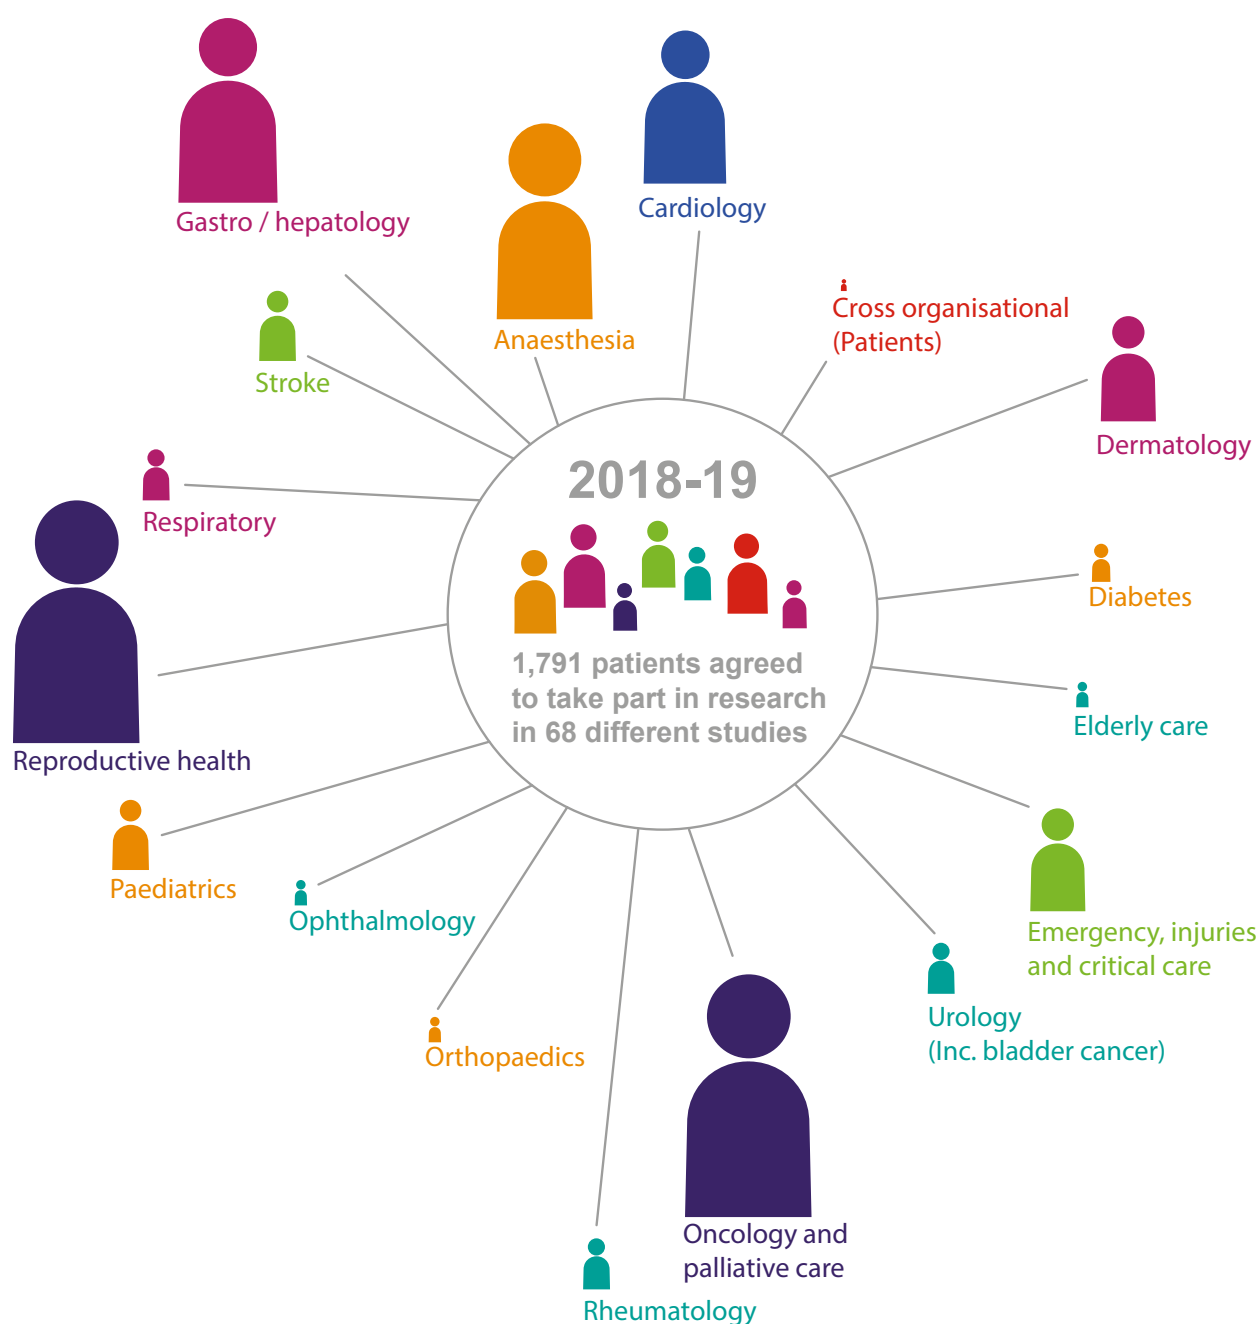 Gastro / hepatology
Cardiology
Anaesthesia
Cross organisational
(Patients)
Stroke
Dermatology
Respiratory
2018-19
Diabetes
1,791 patients agreed
to take part in research
in 68 different studies
Elderly care
Reproductive health
Paediatrics
Ophthalmology
Emergency, injuries
and critical care
Urology
(Inc. bladder cancer)
Orthopaedics
Oncology and
palliative care
Rheumatology